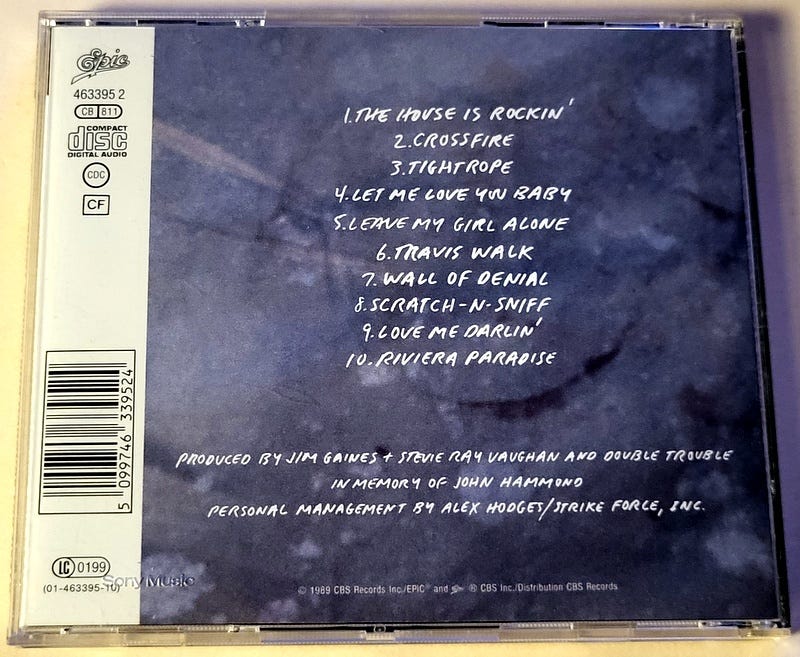 Epic
463395 2
CB 811
COMPACT
disc
DIGITAL AUDIO
CDC
CF
1. THE HOUSE IS ROCKIN'
2. CROSSFIRE
3. TIGHTROPE
4. LET ME LOVE YOU BABY
5. LEAVE MY GIRL ALONE
6. TRAVIS WALK
7. WALL OF DENIAL
8. SCRATCH-N-SNIFF
9. LOVE ME DARLIN'
10. RIVIERA PARADISE
PRODUCED BY JIM GAINES + STEVIE RAY VAUGHAN AND DOUBLE TROUBLE
IN MEMORY OF JOHN HAMMOND
PERSONAL MANAGEMENT BY ALEX HODGES/STRIKE FORCE, INC.
5 099746 339524
LC 0199
(01-463395-10)
Sony Music
© 1989 CBS Records Inc./EPIC® and ℗ CBS Inc./Distribution CBS Records